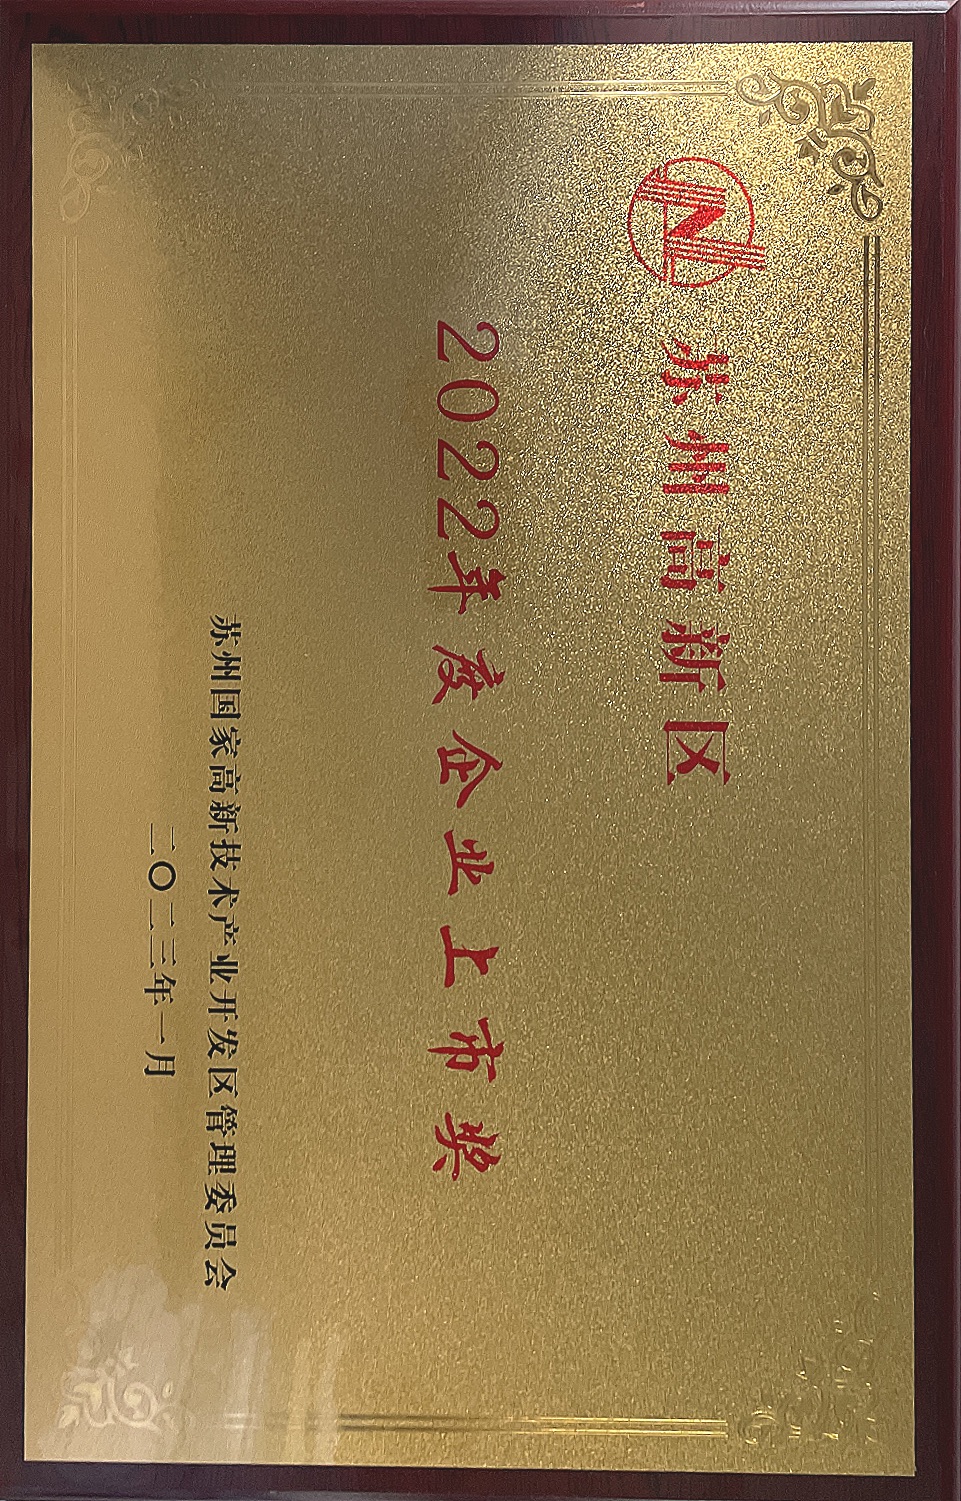 苏州高新区
2022年度企业上市奖
苏州国家高新技术产业开发区管理委员会
二〇二三年一月